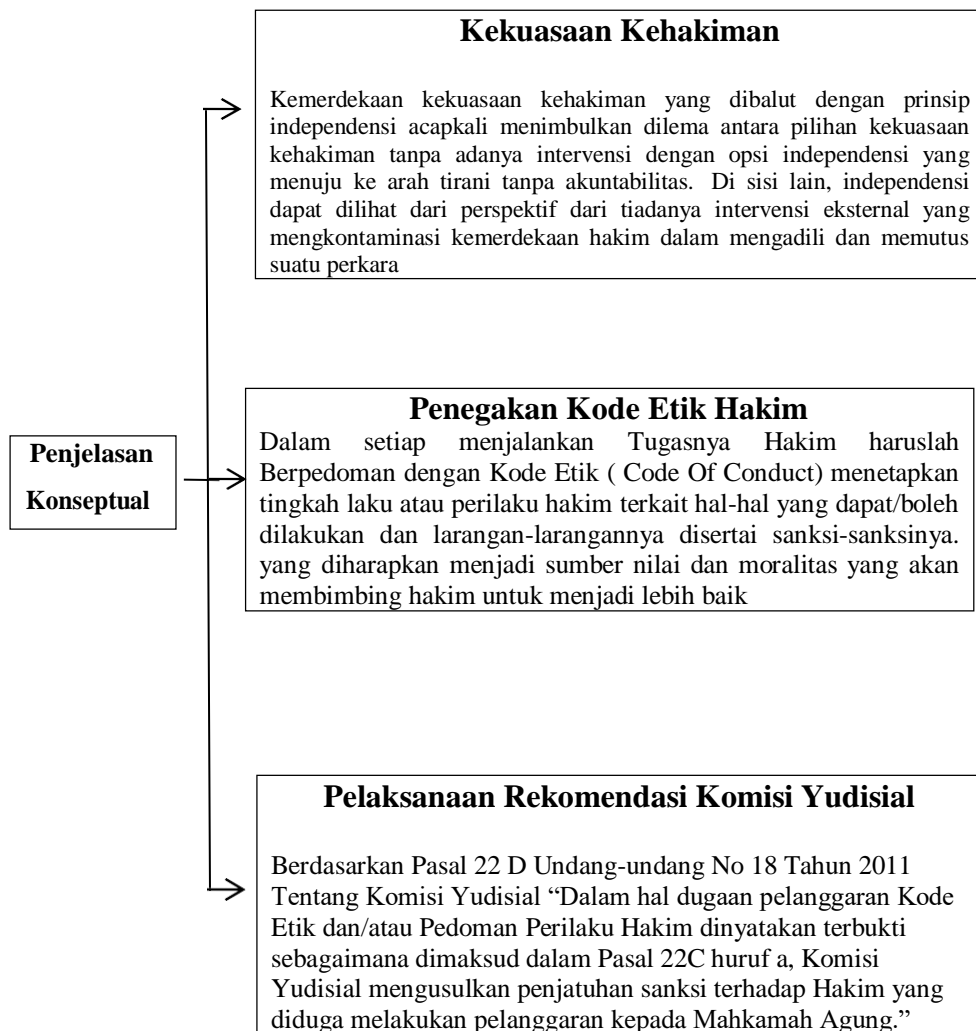 Kekuasaan Kehakiman
Kemerdekaan kekuasaan kehakiman yang dibalut dengan prinsip
independensi acapkali menimbulkan dilema antara pilihan kekuasaan
kehakiman tanpa adanya intervensi dengan opsi independensi yang
menuju ke arah tirani tanpa akuntabilitas. Di sisi lain, independensi
dapat dilihat dari perspektif dari tiadanya intervensi eksternal yang
mengkontaminasi kemerdekaan hakim dalam mengadili dan memutus
suatu perkara
Penjelasan
Konseptual
Penegakan Kode Etik Hakim
Dalam setiap menjalankan Tugasnya Hakim haruslah
Berpedoman dengan Kode Etik ( Code Of Conduct) menetapkan
tingkah laku atau perilaku hakim terkait hal-hal yang dapat/boleh
dilakukan dan larangan-larangannya disertai sanksi-sanksinya.
yang diharapkan menjadi sumber nilai dan moralitas yang akan
membimbing hakim untuk menjadi lebih baik
Pelaksanaan Rekomendasi Komisi Yudisial
Berdasarkan Pasal 22 D Undang-undang No 18 Tahun 2011
Tentang Komisi Yudisial “Dalam hal dugaan pelanggaran Kode
Etik dan/atau Pedoman Perilaku Hakim dinyatakan terbukti
sebagaimana dimaksud dalam Pasal 22C huruf a, Komisi
Yudisial mengusulkan penjatuhan sanksi terhadap Hakim yang
diduga melakukan pelanggaran kepada Mahkamah Agung.”